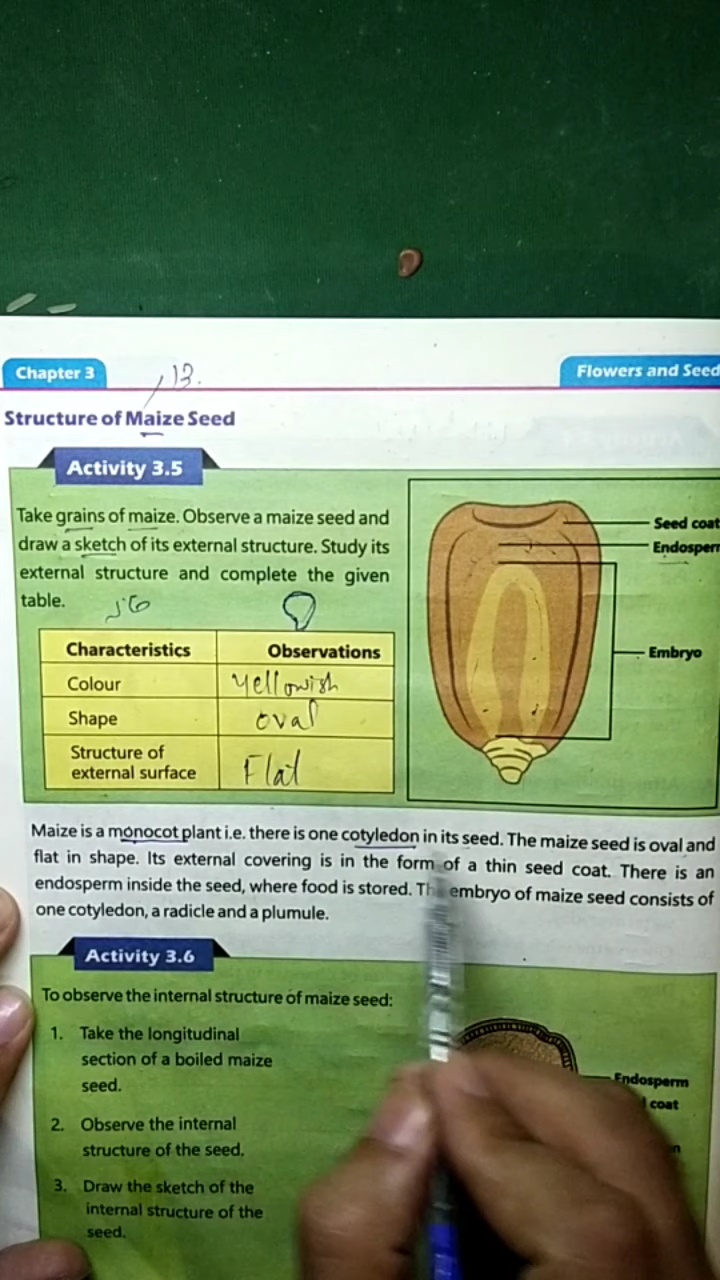 Chapter 3
13.
Flowers and Seed
Structure of Maize Seed
Activity 3.5
Take grains of maize. Observe a maize seed and
draw a sketch of its external structure. Study its
external structure and complete the given
table.
Seed coat
Endosperm
Embryo
Characteristics Observations
Colour Yellowish
Shape oval
Structure of
external surface Flat
Maize is a monocot plant i.e. there is one cotyledon in its seed. The maize seed is oval and
flat in shape. Its external covering is in the form of a thin seed coat. There is an
endosperm inside the seed, where food is stored. embryo of maize seed consists of
one cotyledon, a radicle and a plumule.
Activity 3.6
To observe the internal structure of maize seed:
1. Take the longitudinal
section of a boiled maize
seed.
2. Observe the internal
structure of the seed.
3. Draw the sketch of the
internal structure of the
seed.
Endosperm
coat